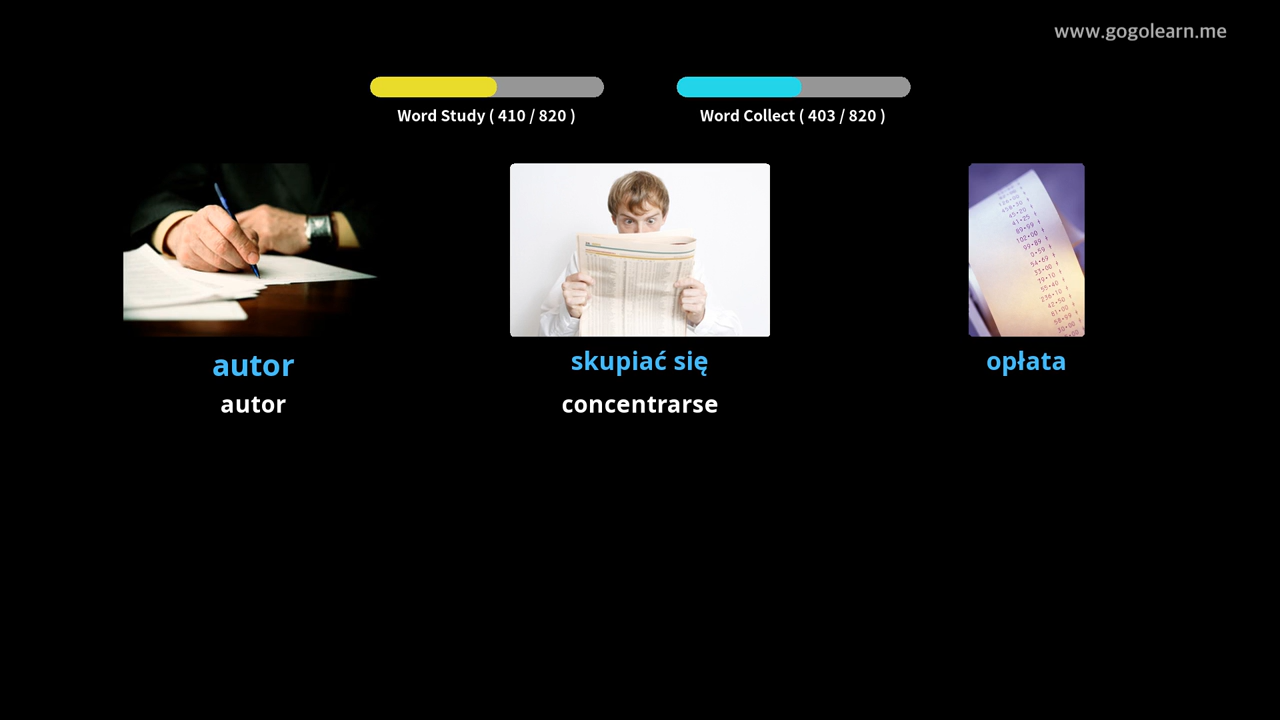 www.gogolearn.me
Word Study ( 410 / 820 )
Word Collect ( 403 / 820 )
autor
autor
skupiać się
concentrarse
opłata